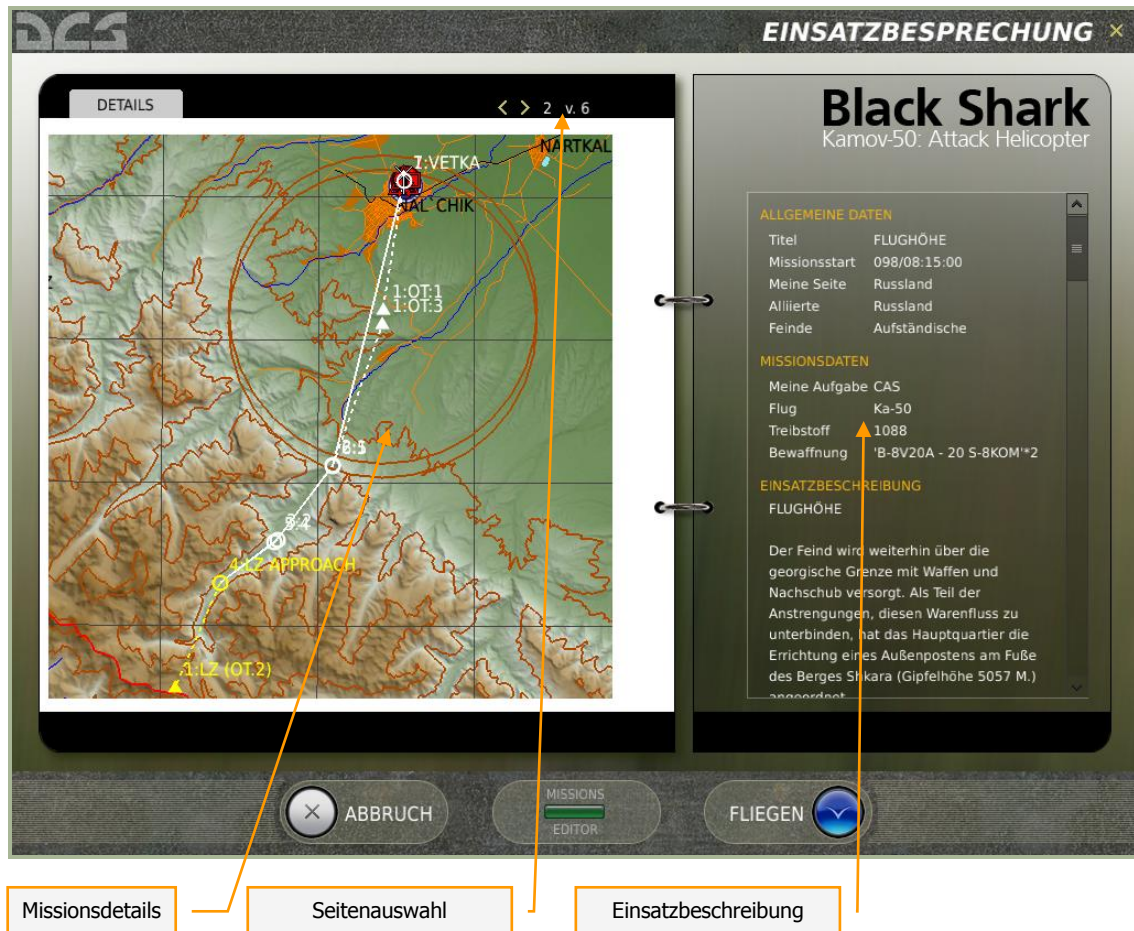 DCS
EINSATZBESPRECHUNG
DETAILS
2 v. 6
NARTKAL
1:VETKA
NAL`CHIK
1:OT:1
1:OT:3
4:LZ APPROACH
1:LZ (OT.2)
Black Shark
Kamov-50: Attack Helicopter
ALLGEMEINE DATEN
Titel FLUGHÖHE
Missionsstart 098/08:15:00
Meine Seite Russland
Alliierte Russland
Feinde Aufständische
MISSIONSDATEN
Meine Aufgabe CAS
Flug Ka-50
Treibstoff 1088
Bewaffnung 'B-8V20A - 20 S-8KOM'*2
EINSATZBESCHREIBUNG
FLUGHÖHE
Der Feind wird weiterhin über die
georgische Grenze mit Waffen und
Nachschub versorgt. Als Teil der
Anstrengungen, diesen Warenfluss zu
unterbinden, hat das Hauptquartier die
Errichtung eines Außenpostens am Fuße
des Berges Shkara (Gipfelhöhe 5057 M.)
angeordnet
ABBRUCH
MISSIONS
EDITOR
FLIEGEN
Missionsdetails
Seitenauswahl
Einsatzbeschreibung